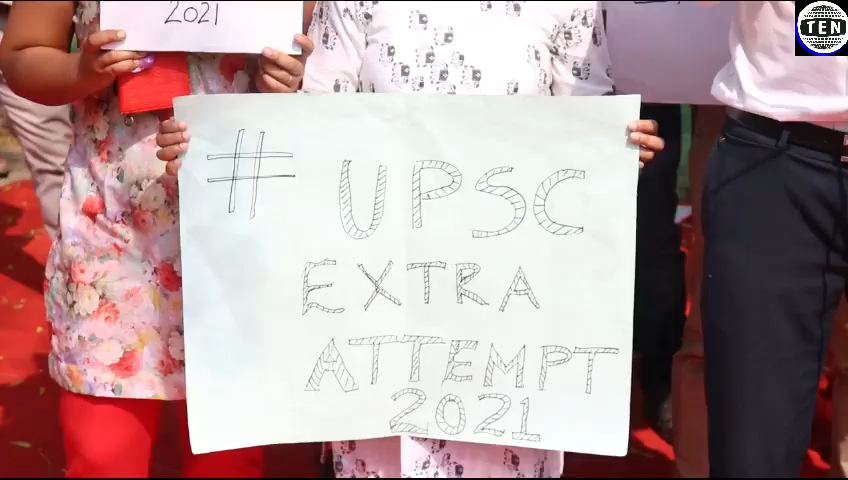 2021
TEN
# UPSC
EXTRA
ATTEMPT
2021